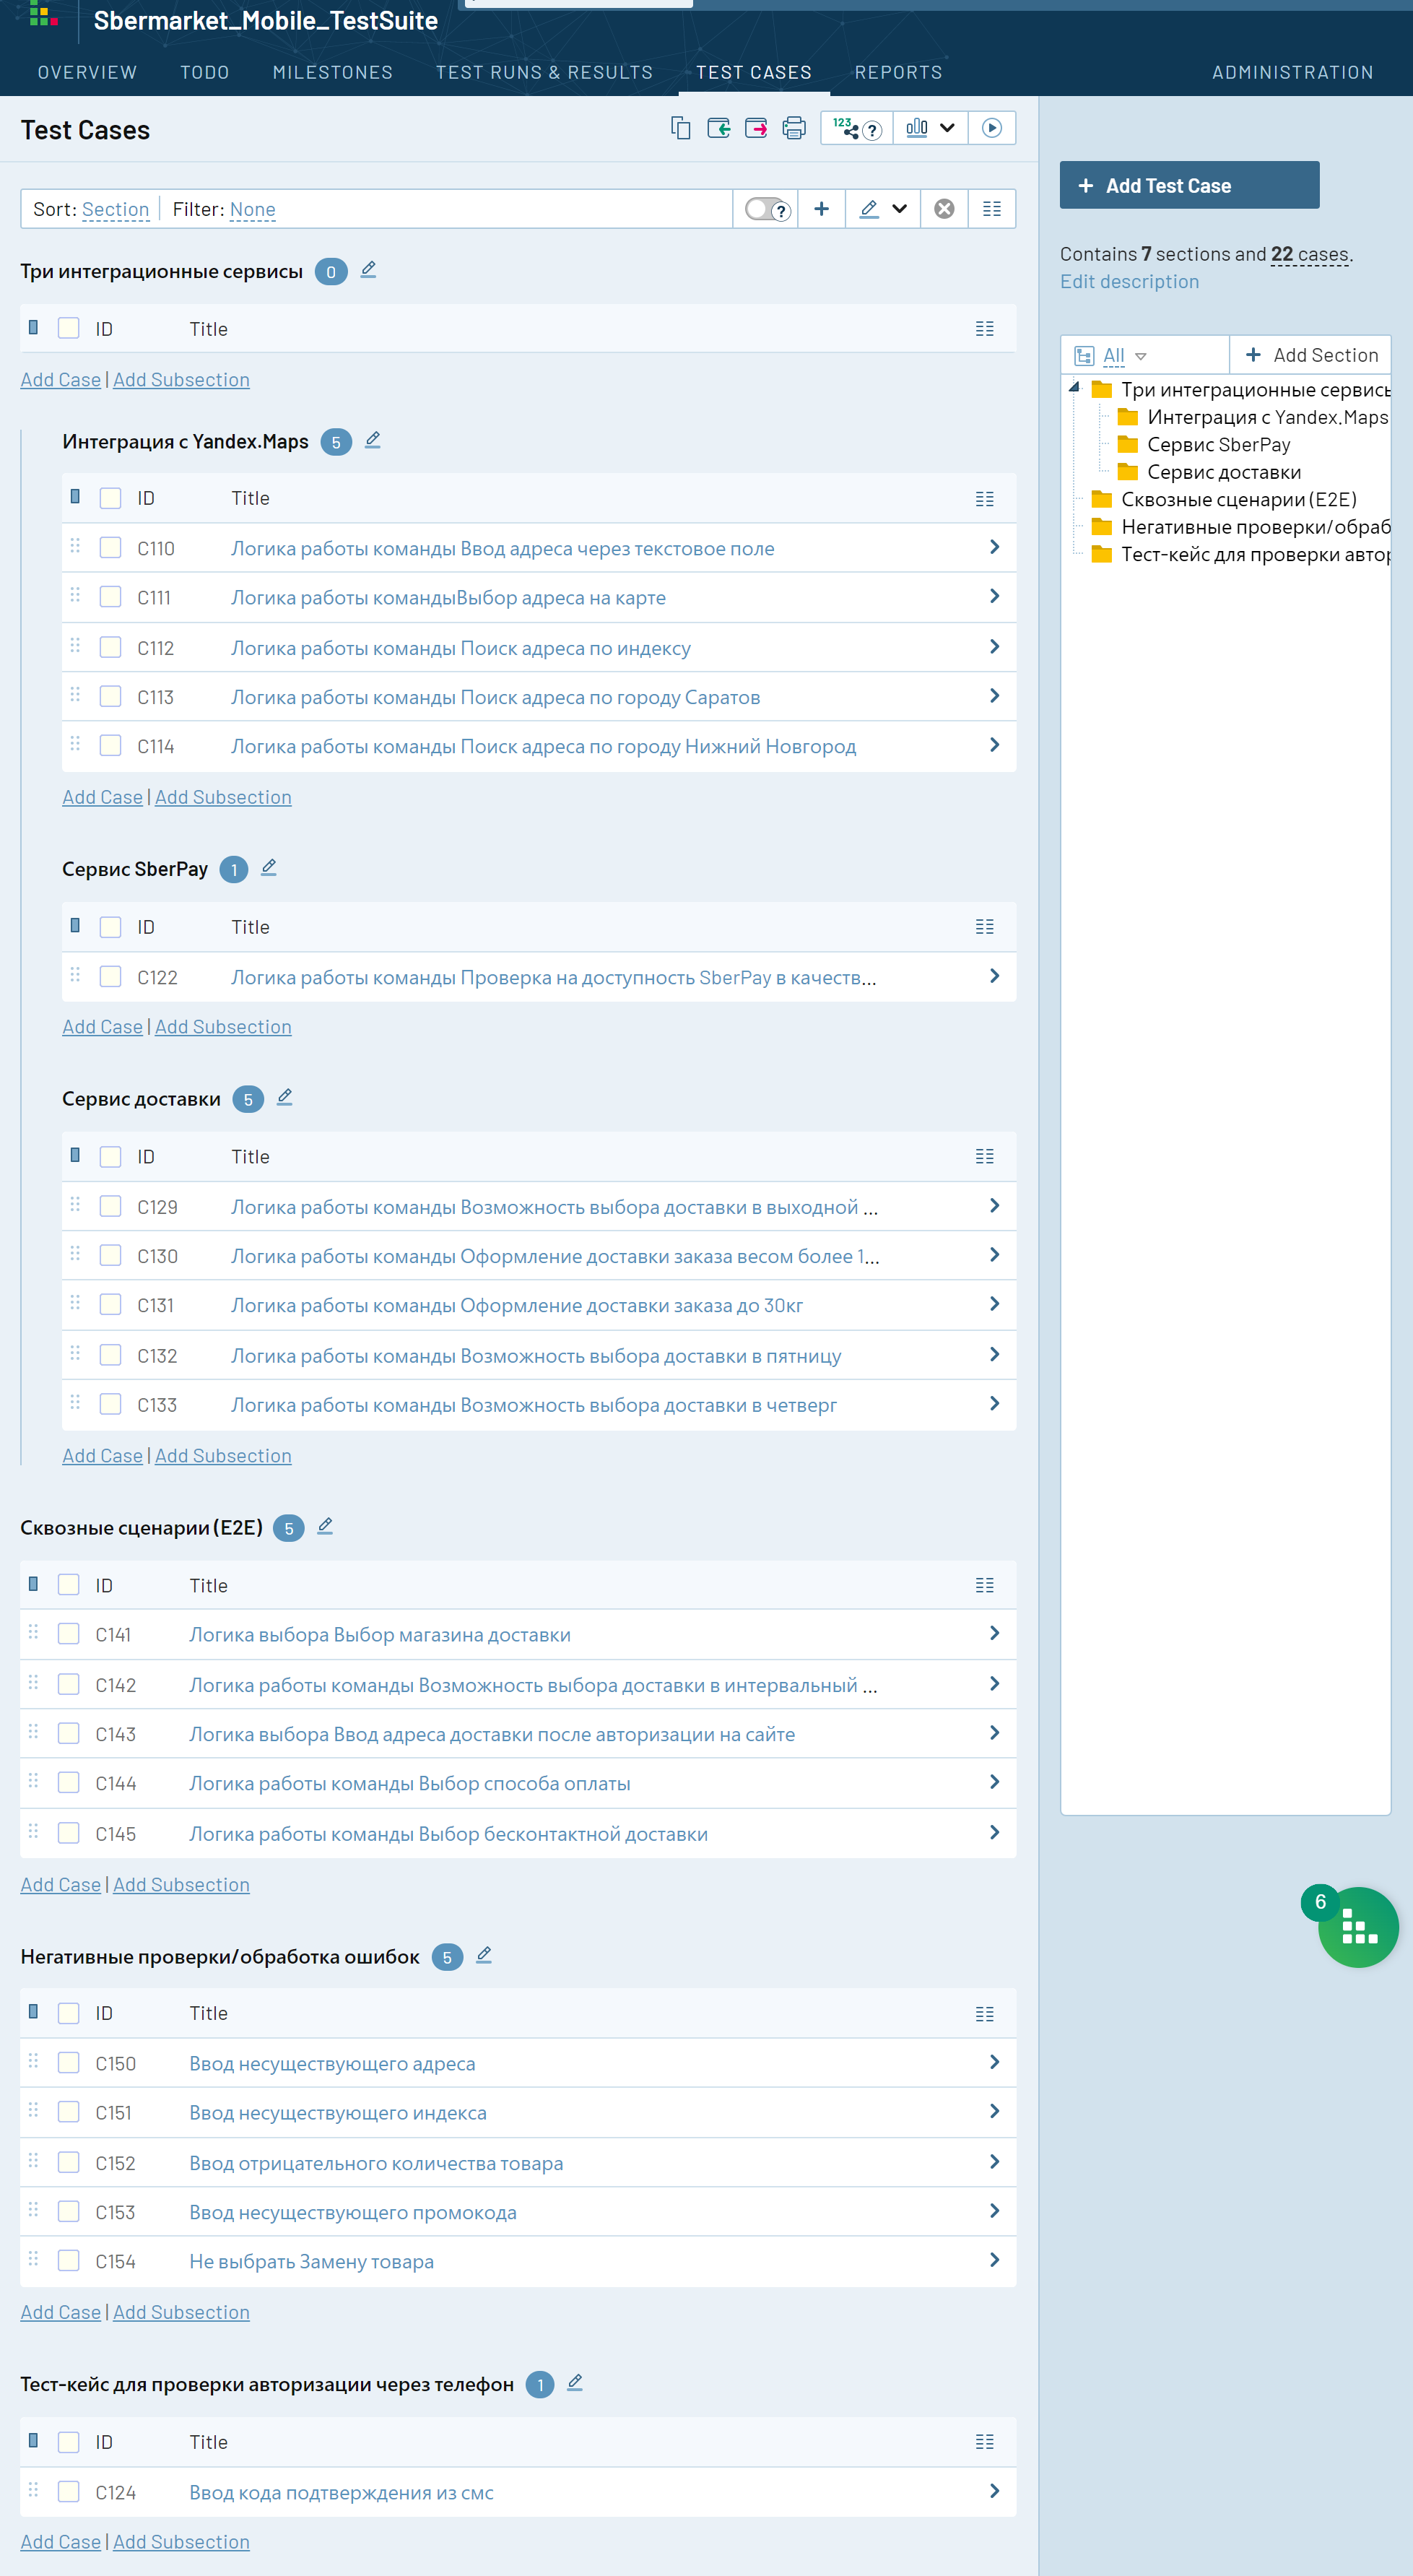 Sbermarket_Mobile_TestSuite
OVERVIEW TODO MILESTONES TEST RUNS & RESULTS TEST CASES REPORTS ADMINISTRATION
Test Cases
123 ?
Sort: Section Filter: None
?
Три интеграционные сервисы 0
ID Title
Add Case | Add Subsection
Интеграция с Yandex.Maps 5
ID Title
C110 Логика работы команды Ввод адреса через текстовое поле
C111 Логика работы командыВыбор адреса на карте
C112 Логика работы команды Поиск адреса по индексу
C113 Логика работы команды Поиск адреса по городу Саратов
C114 Логика работы команды Поиск адреса по городу Нижний Новгород
Add Case | Add Subsection
Сервис SberPay 1
ID Title
C122 Логика работы команды Проверка на доступность SberPay в качеств...
Add Case | Add Subsection
Сервис доставки 5
ID Title
C129 Логика работы команды Возможность выбора доставки в выходной ...
C130 Логика работы команды Оформление доставки заказа весом более 1...
C131 Логика работы команды Оформление доставки заказа до 30кг
C132 Логика работы команды Возможность выбора доставки в пятницу
C133 Логика работы команды Возможность выбора доставки в четверг
Add Case | Add Subsection
Сквозные сценарии (E2E) 5
ID Title
C141 Логика выбора Выбор магазина доставки
C142 Логика работы команды Возможность выбора доставки в интервальный ...
C143 Логика выбора Ввод адреса доставки после авторизации на сайте
C144 Логика работы команды Выбор способа оплаты
C145 Логика работы команды Выбор бесконтактной доставки
Add Case | Add Subsection
Негативные проверки/обработка ошибок 5
ID Title
C150 Ввод несуществующего адреса
C151 Ввод несуществующего индекса
C152 Ввод отрицательного количества товара
C153 Ввод несуществующего промокода
C154 Не выбрать Замену товара
Add Case | Add Subsection
Тест-кейс для проверки авторизации через телефон 1
ID Title
C124 Ввод кода подтверждения из смс
Add Case | Add Subsection
+ Add Test Case
Contains 7 sections and 22 cases.
Edit description
All + Add Section
Три интеграционные сервисы
Интеграция с Yandex.Maps
Сервис SberPay
Сервис доставки
Сквозные сценарии (E2E)
Негативные проверки/обраб
Тест-кейс для проверки автор
6